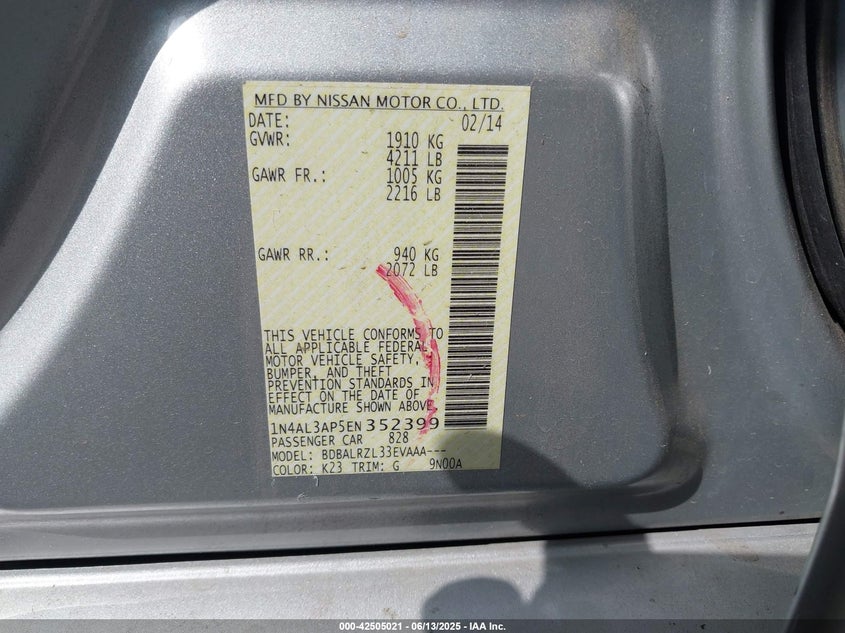 MFD BY NISSAN MOTOR CO., LTD.
DATE: 02/14
GVWR: 1910 KG
4211 LB
GAWR FR.: 1005 KG
2216 LB
GAWR RR.: 940 KG
2072 LB
THIS VEHICLE CONFORMS TO
ALL APPLICABLE FEDERAL
MOTOR VEHICLE SAFETY,
BUMPER, AND THEFT
PREVENTION STANDARDS IN
EFFECT ON THE DATE OF
MANUFACTURE SHOWN ABOVE
1N4AL3AP5EN352399
PASSENGER CAR 828
MODEL: BDBALRZL33EVAAA---
COLOR: K23 TRIM: G 9N00A
000-42505021 - 06/13/2025 - IAA Inc.